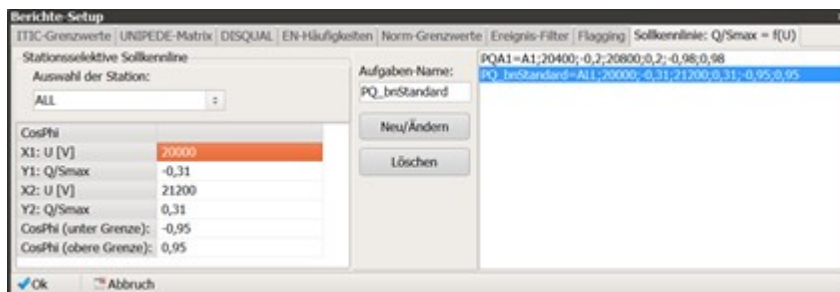 Berichte-Setup
ITIC-Grenzwerte UNIPEDE-Matrix DISQUAL EN-Häufigkeiten Norm-Grenzwerte Ereignis-Filter Flagging Sollkennlinie: Q/Smax = f(U)
Stationsselektive Sollkennline
Auswahl der Station:
ALL
CosPhi
X1: U [V] 20000
Y1: Q/Smax -0,31
X2: U [V] 21200
Y2: Q/Smax 0,31
CosPhi (unter Grenze): -0,95
CosPhi (obere Grenze): 0,95
Aufgaben-Name:
PQ_bnStandard
Neu/Ändern
Löschen
PQA1=A1;20400;-0,2;20800;0,2;-0,98;0,98
PQ_bnStandard=ALL;20000;-0,31;21200;0,31;-0,95;0,95
Ok Abbruch